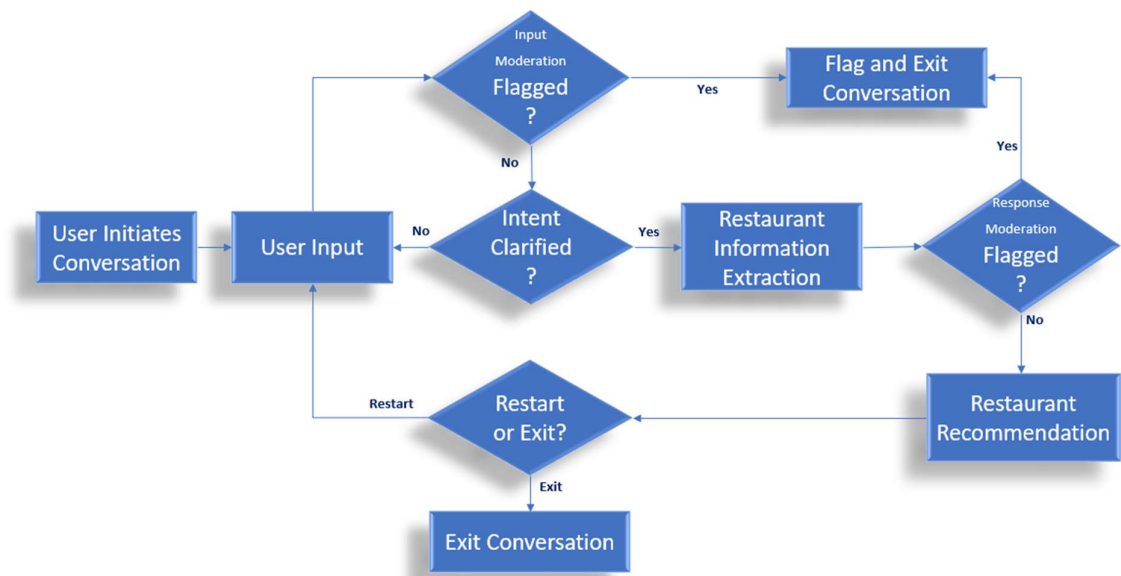 Input
Moderation
Flagged
?
Yes
Flag and Exit
Conversation
No
Yes
User Initiates
Conversation
User Input
No
Intent
Clarified
?
Yes
Restaurant
Information
Extraction
Response
Moderation
Flagged
?
No
Restart
Restart
or Exit?
Restaurant
Recommendation
Exit
Exit Conversation